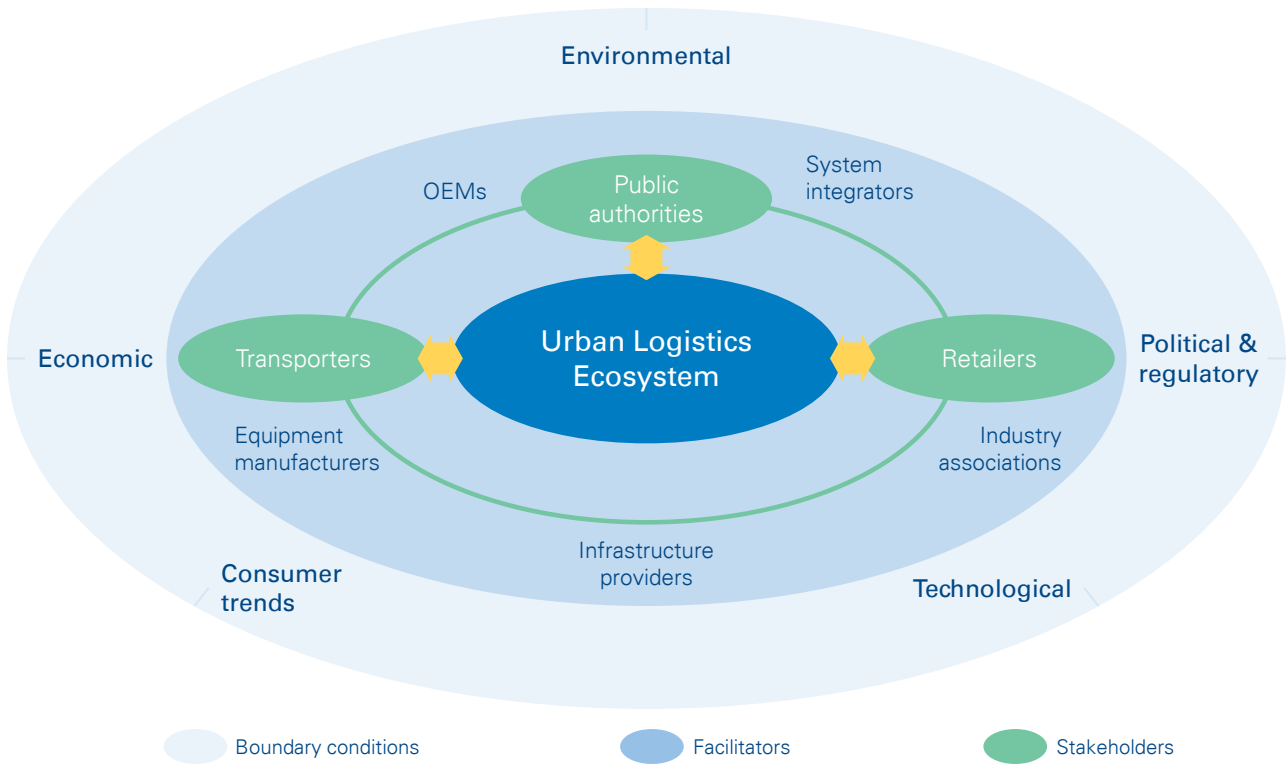 Environmental
OEMs
Public
authorities
System
integrators
Economic
Transporters
Urban Logistics
Ecosystem
Retailers
Political &
regulatory
Equipment
manufacturers
Industry
associations
Infrastructure
providers
Consumer
trends
Technological
Boundary conditions
Facilitators
Stakeholders